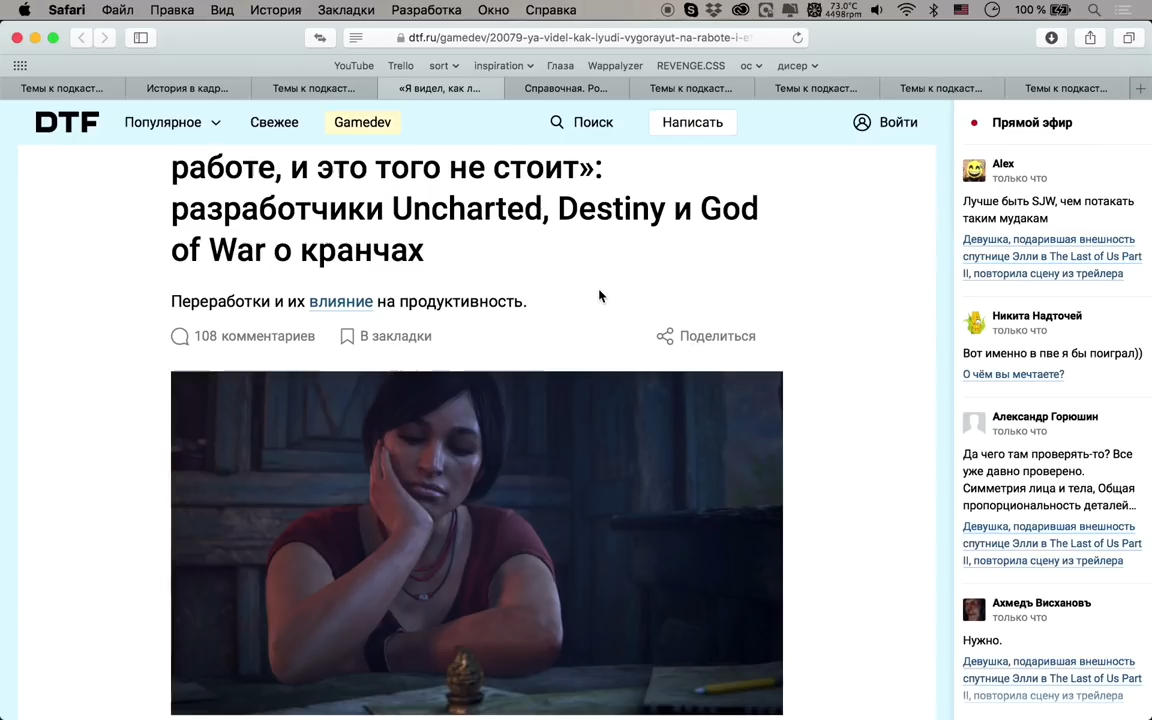 Safari Файл Правка Вид История Закладки Разработка Окно Справка
73.0°C 4498rpm 100 %
dtf.ru/gamedev/20079-ya-videl-kak-lyudi-vygorayut-na-rabote-i-e
YouTube Trello sort inspiration Глаза Wappalyzer REVENGE.CSS ос дисер
Темы к подкаст... История в кадр... Темы к подкаст... «Я видел, как л... Справочная. Ро... Темы к подкаст... Темы к подкаст... Темы к подкаст... Темы к подкаст...
DTF Популярное Свежее Gamedev Поиск Написать Войти
работе, и это того не стоит»:
разработчики Uncharted, Destiny и God
of War о кранчах
Переработки и их влияние на продуктивность.
108 комментариев В закладки Поделиться
Прямой эфир
Alex
только что
Лучше быть SJW, чем потакать
таким мудакам
Девушка, подарившая внешность
спутнице Элли в The Last of Us Part
II, повторила сцену из трейлера
Никита Надточей
только что
Вот именно в пве я бы поиграл))
О чём вы мечтаете?
Александр Горюшин
только что
Да чего там проверять-то? Все
уже давно проверено.
Симметрия лица и тела, Общая
пропорциональность деталей...
Девушка, подарившая внешность
спутнице Элли в The Last of Us Part
II, повторила сцену из трейлера
Ахмедъ Висхановъ
только что
Нужно.
Девушка, подарившая внешность
спутнице Элли в The Last of Us Part
II, повторила сцену из трейлера